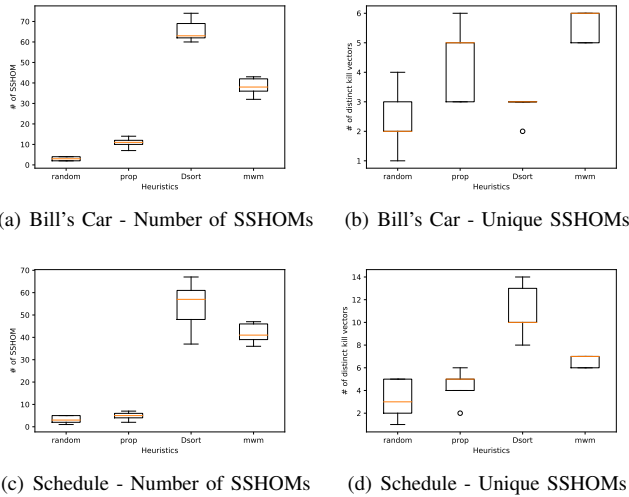 # of SSHOM
70
60
50
40
30
20
10
0
random prop Dsort mwm
Heuristics
# of distinct kill vectors
6
5
4
3
2
1
random prop Dsort mwm
Heuristics
a) Bill's Car - Number of SSHOMs
(b) Bill's Car - Unique SSHOMs
# of SSHOM
70
60
50
40
30
20
10
0
random prop Dsort mwm
Heuristics
# of distinct kill vectors
14
12
10
8
6
4
2
random prop Dsort mwm
Heuristics
(c) Schedule - Number of SSHOMs
(d) Schedule - Unique SSHOMs